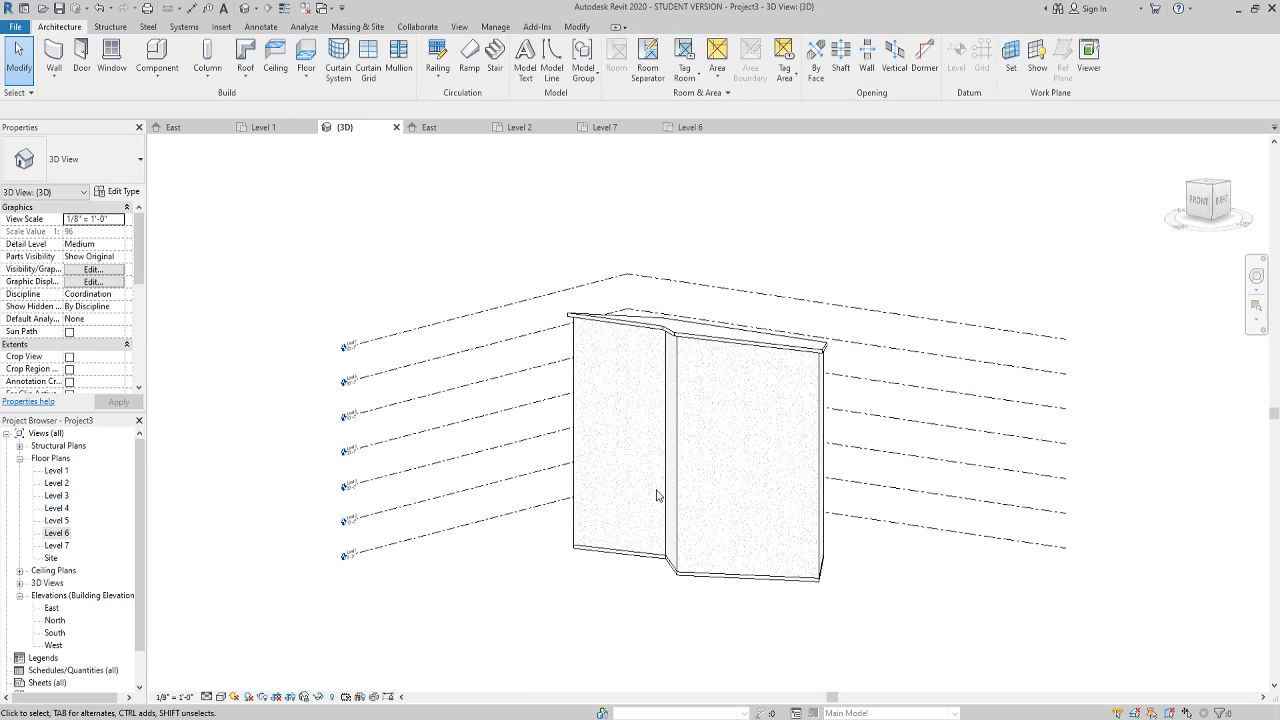 Autodesk Revit 2020 - STUDENT VERSION - Project3 - 3D View: {3D}
Sign In
File Architecture Structure Steel Systems Insert Annotate Analyze Massing & Site Collaborate View Manage Add-Ins Modify
Modify Wall Door Window Component Column Roof Ceiling Floor Curtain System Curtain Grid Mullion Railing Ramp Stair Model Text Model Line Model Group Room Room Separator Tag Room Area Area Boundary Tag Area By Face Shaft Wall Vertical Dormer Level Grid Set Show Ref Plane Viewer
Select Build Circulation Model Room & Area Opening Datum Work Plane
Properties
East Level 1 {3D} East Level 2 Level 7 Level 6
3D View
3D View: {3D} Edit Type
Graphics
View Scale 1/8" = 1'-0"
Scale Value 1: 96
Detail Level Medium
Parts Visibility Show Original
Visibility/Grap... Edit...
Graphic Displ... Edit...
Discipline Coordination
Show Hidden ... By Discipline
Default Analy... None
Sun Path
Extents
Crop View
Crop Region ...
Annotation Cr...
Properties help Apply
Project Browser - Project3
Views (all)
Structural Plans
Floor Plans
Level 1
Level 2
Level 3
Level 4
Level 5
Level 6
Level 7
Site
Ceiling Plans
3D Views
Elevations (Building Elevation
East
North
South
West
Legends
Schedules/Quantities (all)
Sheets (all)
FRONT RIGHT
1/8" = 1'-0"
Click to select, TAB for alternates, CTRL adds, SHIFT unselects.
:0 Main Model :0